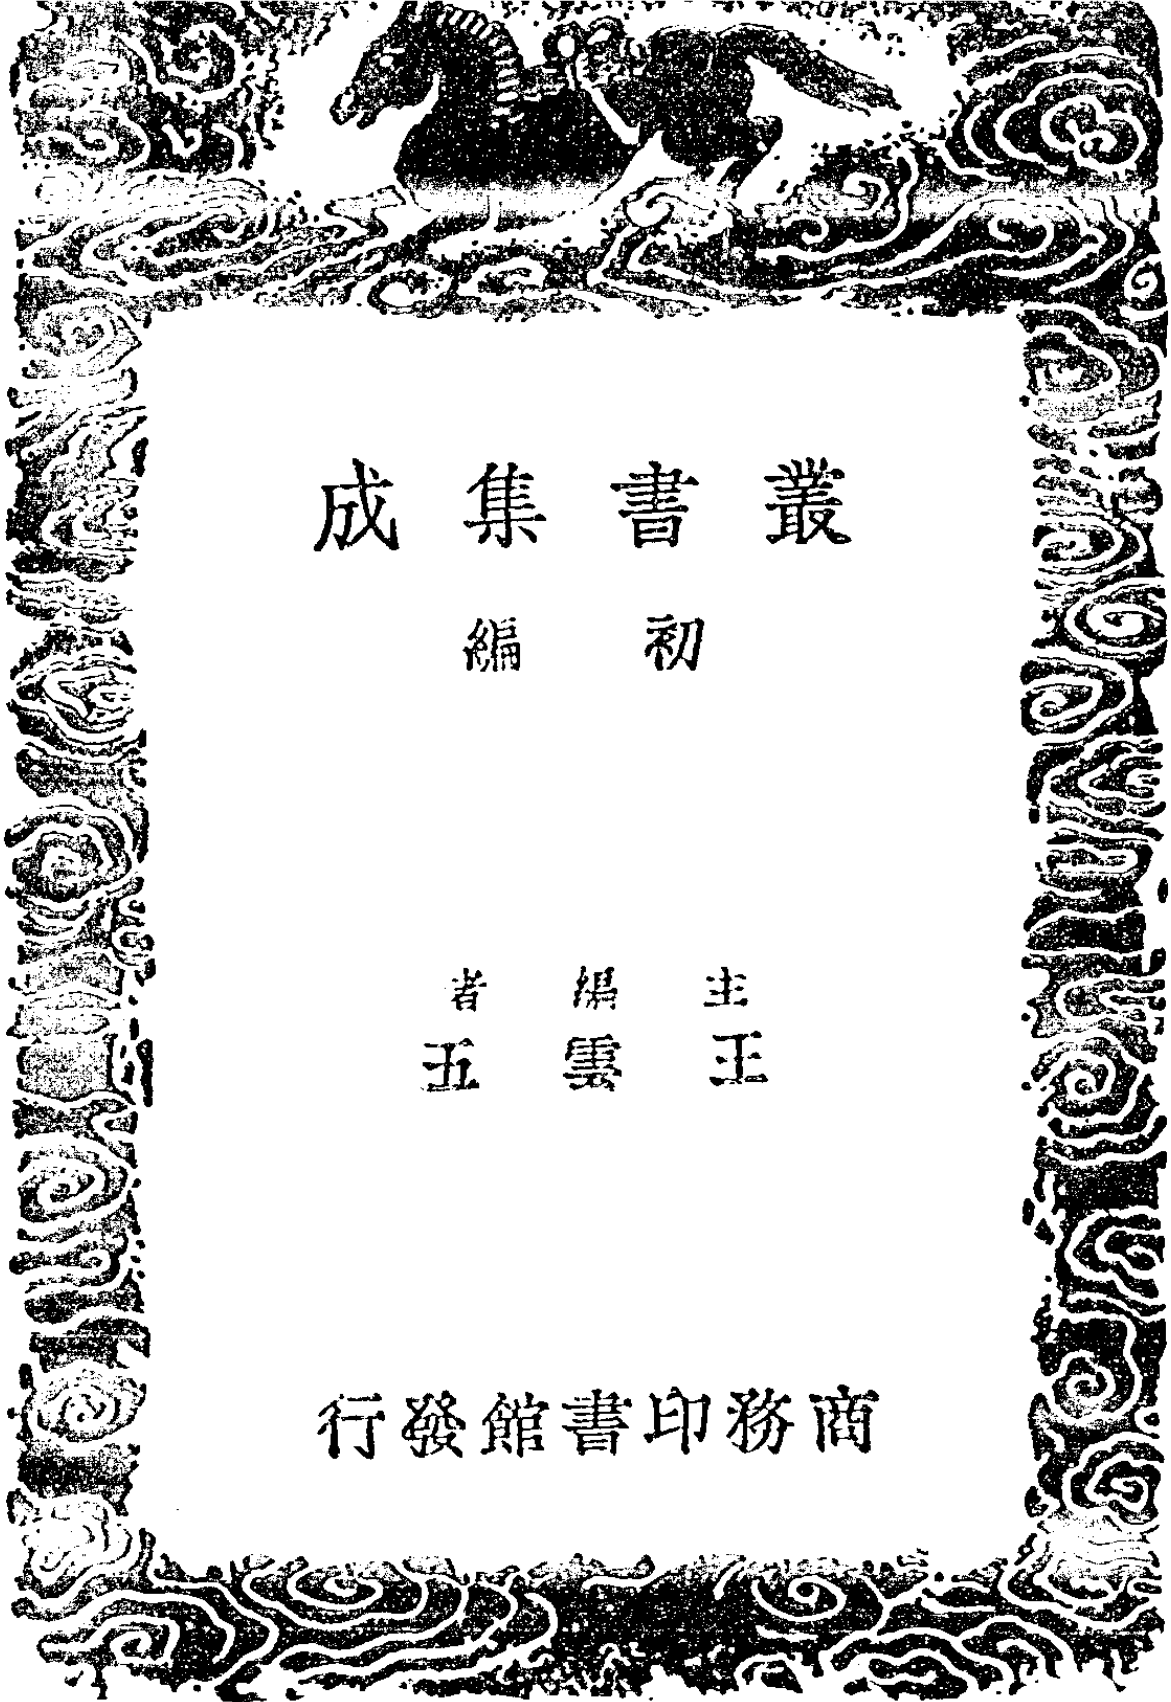 叢書集成
初編
主編者
王雲五
商務印書館發行